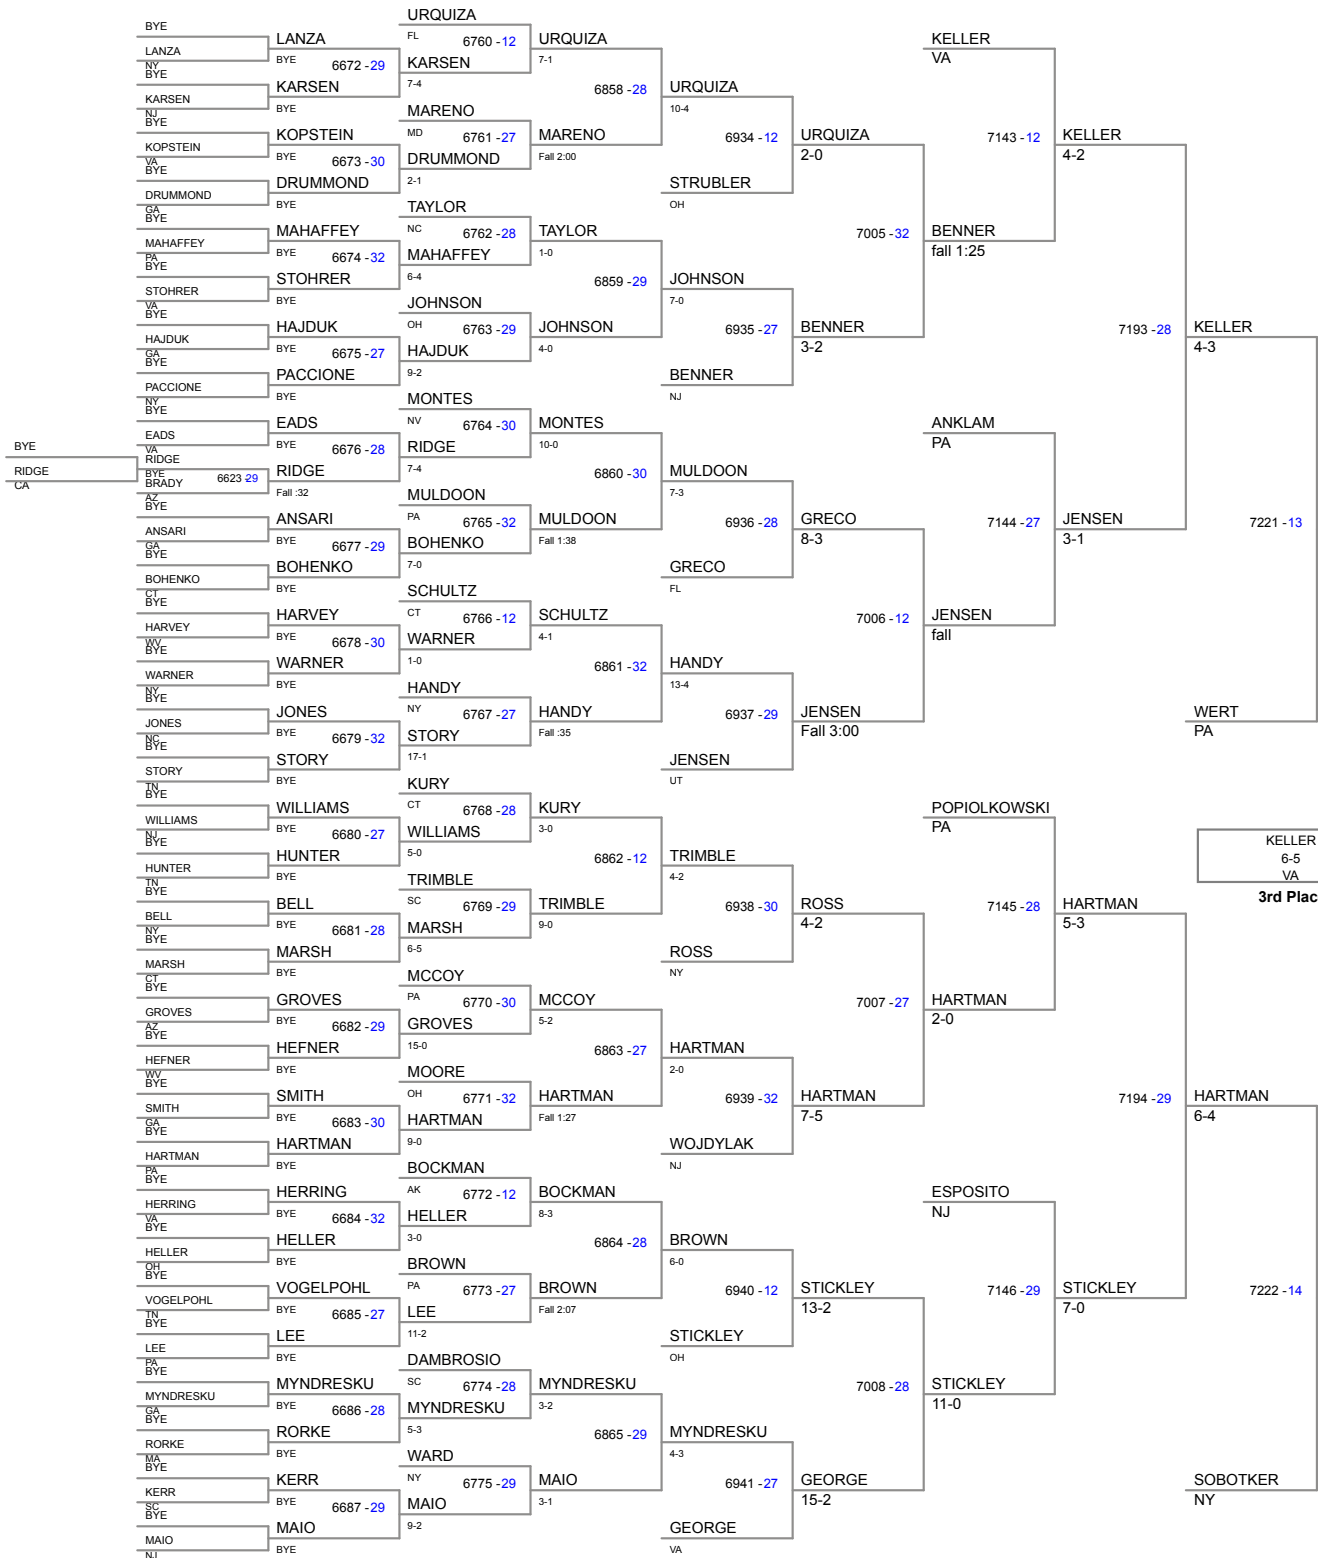 BYE
LANZA
NY
BYE
KARSEN
NJ
BYE
KOPSTEIN
VA
BYE
DRUMMOND
GA
BYE
MAHAFFEY
PA
BYE
STOHRER
VA
BYE
HAJDUK
GA
BYE
PACCIONE
NY
BYE
EADS
VA
BYE
RIDGE
CA
RIDGE
BYE
BRADY
AZ
6623 -29
BYE
ANSARI
GA
BYE
BOHENKO
CT
BYE
HARVEY
WV
BYE
WARNER
NY
BYE
JONES
NC
BYE
STORY
TN
BYE
WILLIAMS
NJ
BYE
HUNTER
TN
BYE
BELL
NY
BYE
MARSH
CT
BYE
GROVES
AZ
BYE
HEFNER
WV
BYE
SMITH
GA
BYE
HARTMAN
PA
BYE
HERRING
VA
BYE
HELLER
OH
BYE
VOGELPOHL
TN
BYE
LEE
PA
BYE
MYNDRESKU
GA
BYE
RORKE
MA
BYE
KERR
SC
BYE
MAIO
NJ
LANZA
BYE
6672 -29
KARSEN
BYE
KOPSTEIN
BYE
6673 -30
DRUMMOND
BYE
MAHAFFEY
BYE
6674 -32
STOHRER
BYE
HAJDUK
BYE
6675 -27
PACCIONE
BYE
EADS
BYE
6676 -28
RIDGE
Fall :32
ANSARI
BYE
6677 -29
BOHENKO
BYE
HARVEY
BYE
6678 -30
WARNER
BYE
JONES
BYE
6679 -32
STORY
BYE
WILLIAMS
BYE
6680 -27
HUNTER
BYE
BELL
BYE
6681 -28
MARSH
BYE
GROVES
BYE
6682 -29
HEFNER
BYE
SMITH
BYE
6683 -30
HARTMAN
BYE
HERRING
BYE
6684 -32
HELLER
BYE
VOGELPOHL
BYE
6685 -27
LEE
BYE
MYNDRESKU
BYE
6686 -28
RORKE
BYE
KERR
BYE
6687 -29
MAIO
BYE
URQUIZA
FL
6760 -12
KARSEN
7-4
MARENO
MD
6761 -27
DRUMMOND
2-1
TAYLOR
NC
6762 -28
MAHAFFEY
6-4
JOHNSON
OH
6763 -29
HAJDUK
9-2
MONTES
NV
6764 -30
RIDGE
7-4
MULDOON
PA
6765 -32
BOHENKO
7-0
SCHULTZ
CT
6766 -12
WARNER
1-0
HANDY
NY
6767 -27
STORY
17-1
KURY
CT
6768 -28
WILLIAMS
5-0
TRIMBLE
SC
6769 -29
MARSH
6-5
MCCOY
PA
6770 -30
GROVES
15-0
MOORE
OH
6771 -32
HARTMAN
9-0
BOCKMAN
AK
6772 -12
HELLER
3-0
BROWN
PA
6773 -27
LEE
11-2
DAMBROSIO
SC
6774 -28
MYNDRESKU
5-3
WARD
NY
6775 -29
MAIO
9-2
URQUIZA
7-1
6858 -28
MARENO
Fall 2:00
TAYLOR
1-0
6859 -29
JOHNSON
4-0
MONTES
10-0
6860 -30
MULDOON
Fall 1:38
SCHULTZ
4-1
6861 -32
HANDY
Fall :35
KURY
3-0
6862 -12
TRIMBLE
9-0
MCCOY
5-2
6863 -27
HARTMAN
Fall 1:27
BOCKMAN
8-3
6864 -28
BROWN
Fall 2:07
MYNDRESKU
3-2
6865 -29
MAIO
3-1
URQUIZA
10-4
6934 -12
STRUBLER
OH
JOHNSON
7-0
6935 -27
BENNER
NJ
MULDOON
7-3
6936 -28
GRECO
FL
HANDY
13-4
6937 -29
JENSEN
UT
TRIMBLE
4-2
6938 -30
ROSS
NY
HARTMAN
2-0
6939 -32
WOJDYLAK
NJ
BROWN
6-0
6940 -12
STICKLEY
OH
MYNDRESKU
4-3
6941 -27
GEORGE
VA
URQUIZA
2-0
7005 -32
BENNER
3-2
GRECO
8-3
7006 -12
JENSEN
Fall 3:00
ROSS
4-2
7007 -27
HARTMAN
7-5
STICKLEY
13-2
7008 -28
GEORGE
15-2
KELLER
VA
7143 -12
BENNER
fall 1:25
ANKLAM
PA
7144 -27
JENSEN
fall
POPIOLKOWSKI
PA
7145 -28
HARTMAN
2-0
ESPOSITO
NJ
7146 -29
STICKLEY
11-0
KELLER
4-2
7193 -28
JENSEN
3-1
HARTMAN
5-3
7194 -29
STICKLEY
7-0
KELLER
4-3
7221 -13
WERT
PA
KELLER
6-5
VA
3rd Plac
HARTMAN
6-4
7222 -14
SOBOTKER
NY